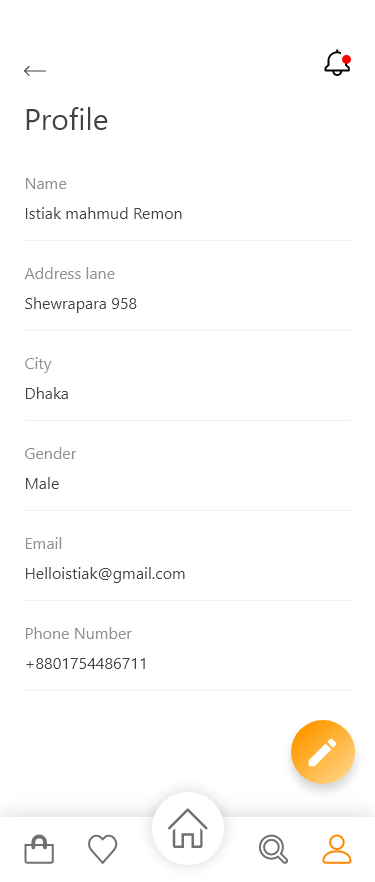 Profile
Name
Istiak mahmud Remon
Address lane
Shewrapara 958
City
Dhaka
Gender
Male
Email
Helloistiak@gmail.com
Phone Number
+8801754486711